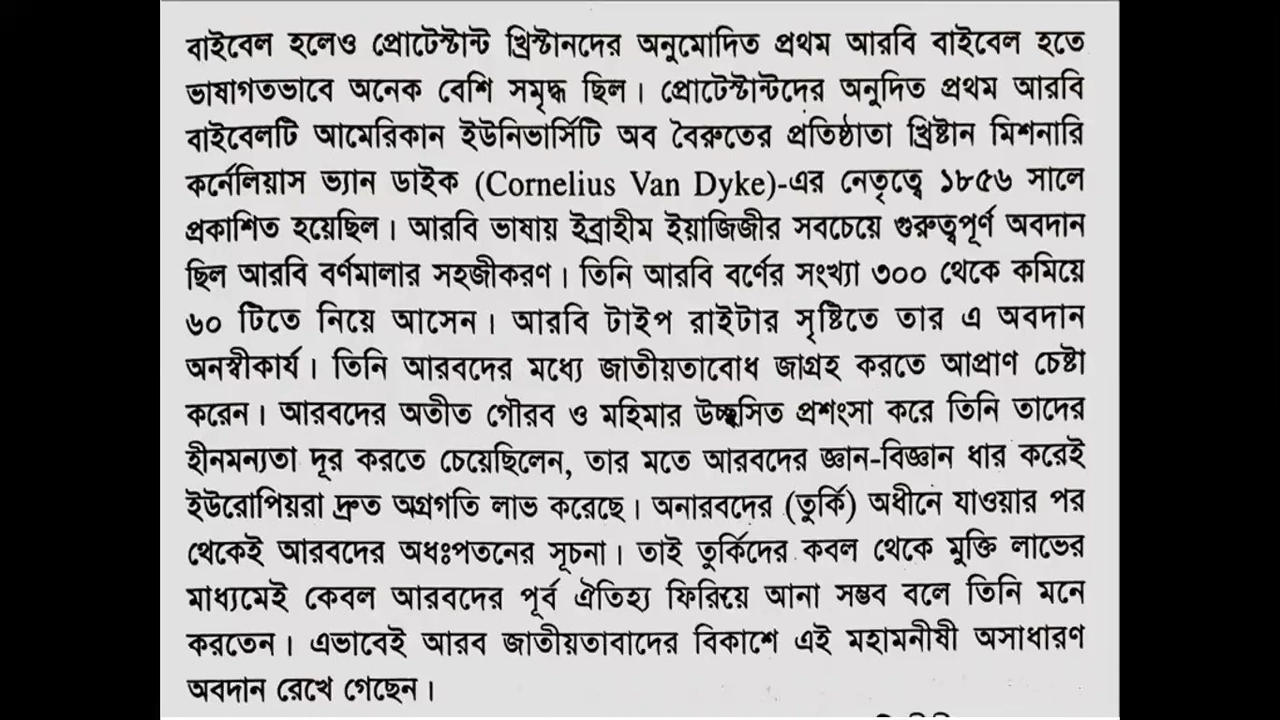 বাইবেল হলেও প্রোটেস্টান্ট খ্রিস্টানদের অনুমোদিত প্রথম আরবি বাইবেল হতে
ভাষাগতভাবে অনেক বেশি সমৃদ্ধ ছিল। প্রোটেস্টান্টদের অনুদিত প্রথম আরবি
বাইবেলটি আমেরিকান ইউনিভার্সিটি অব বৈরুতের প্রতিষ্ঠাতা খ্রিষ্টান মিশনারি
কর্নেলিয়াস ভ্যান ডাইক (Cornelius Van Dyke)-এর নেতৃত্বে ১৮৫৬ সালে
প্রকাশিত হয়েছিল। আরবি ভাষায় ইব্রাহীম ইয়াজিজীর সবচেয়ে গুরুত্বপূর্ণ অবদান
ছিল আরবি বর্ণমালার সহজীকরণ। তিনি আরবি বর্ণের সংখ্যা ৩০০ থেকে কমিয়ে
৬০ টিতে নিয়ে আসেন। আরবি টাইপ রাইটার সৃষ্টিতে তার এ অবদান
অনস্বীকার্য। তিনি আরবদের মধ্যে জাতীয়তাবোধ জাগ্রহ করতে আপ্রাণ চেষ্টা
করেন। আরবদের অতীত গৌরব ও মহিমার উচ্ছ্বসিত প্রশংসা করে তিনি তাদের
হীনমন্যতা দূর করতে চেয়েছিলেন, তার মতে আরবদের জ্ঞান-বিজ্ঞান ধার করেই
ইউরোপিয়রা দ্রুত অগ্রগতি লাভ করেছে। অনারবদের (তুর্কি) অধীনে যাওয়ার পর
থেকেই আরবদের অধঃপতনের সূচনা। তাই তুর্কিদের কবল থেকে মুক্তি লাভের
মাধ্যমেই কেবল আরবদের পূর্ব ঐতিহ্য ফিরিয়ে আনা সম্ভব বলে তিনি মনে
করতেন। এভাবেই আরব জাতীয়তাবাদের বিকাশে এই মহামনীষী অসাধারণ
অবদান রেখে গেছেন।